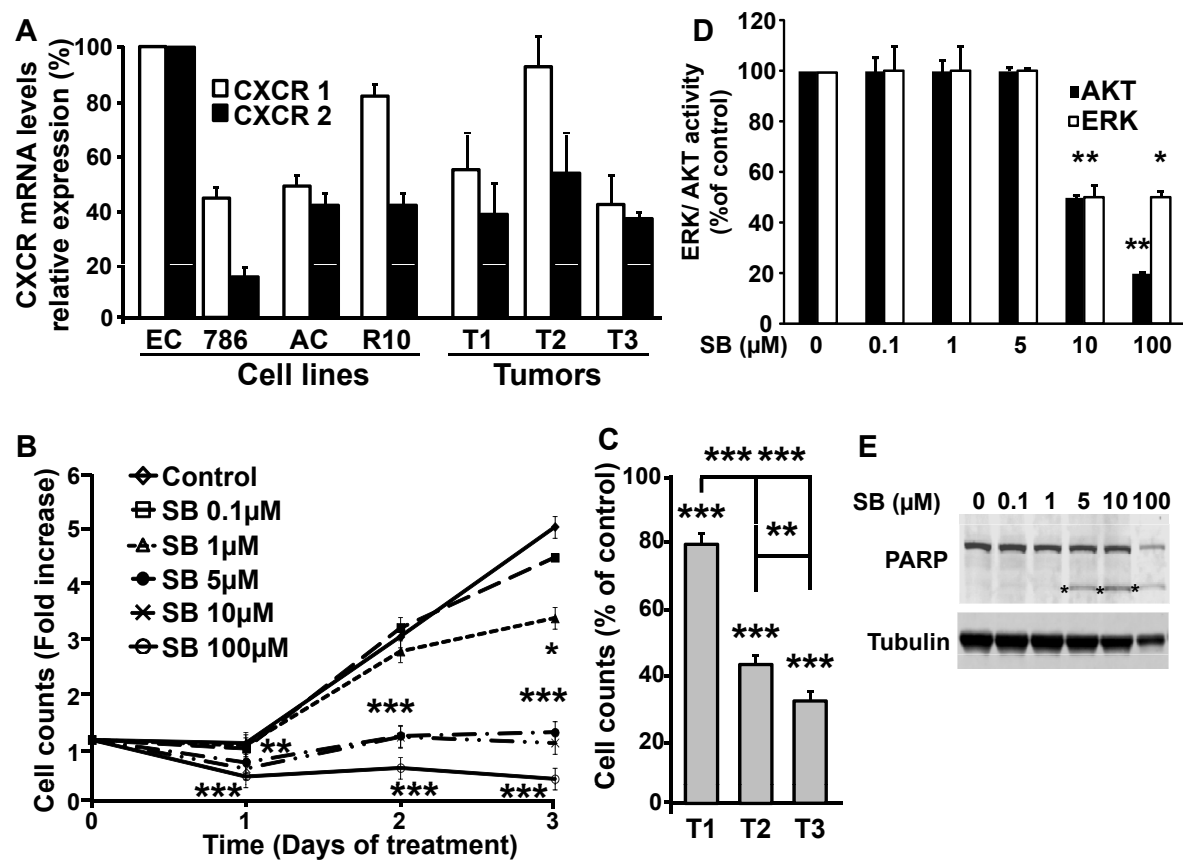 A
CXCR mRNA levels
relative expression (%)
100
80
60
40
20
0
CXCR 1
CXCR 2
EC 786 AC R10 T1 T2 T3
Cell lines Tumors
D
ERK/ AKT activity
(%of control)
120
100
80
60
40
20
0
AKT
ERK
** *
**
SB (µM) 0 0.1 1 5 10 100
B
Cell counts (Fold increase)
6
5
4
3
2
1
0
Control
SB 0.1µM
SB 1µM
SB 5µM
SB 10µM
SB 100µM
*
*** ***
**
*** *** ***
0 1 2 3
Time (Days of treatment)
C
Cell counts (% of control)
100
80
60
40
20
0
*** ***
***
**
***
***
T1 T2 T3
E
SB (µM) 0 0.1 1 5 10 100
PARP
* * *
Tubulin